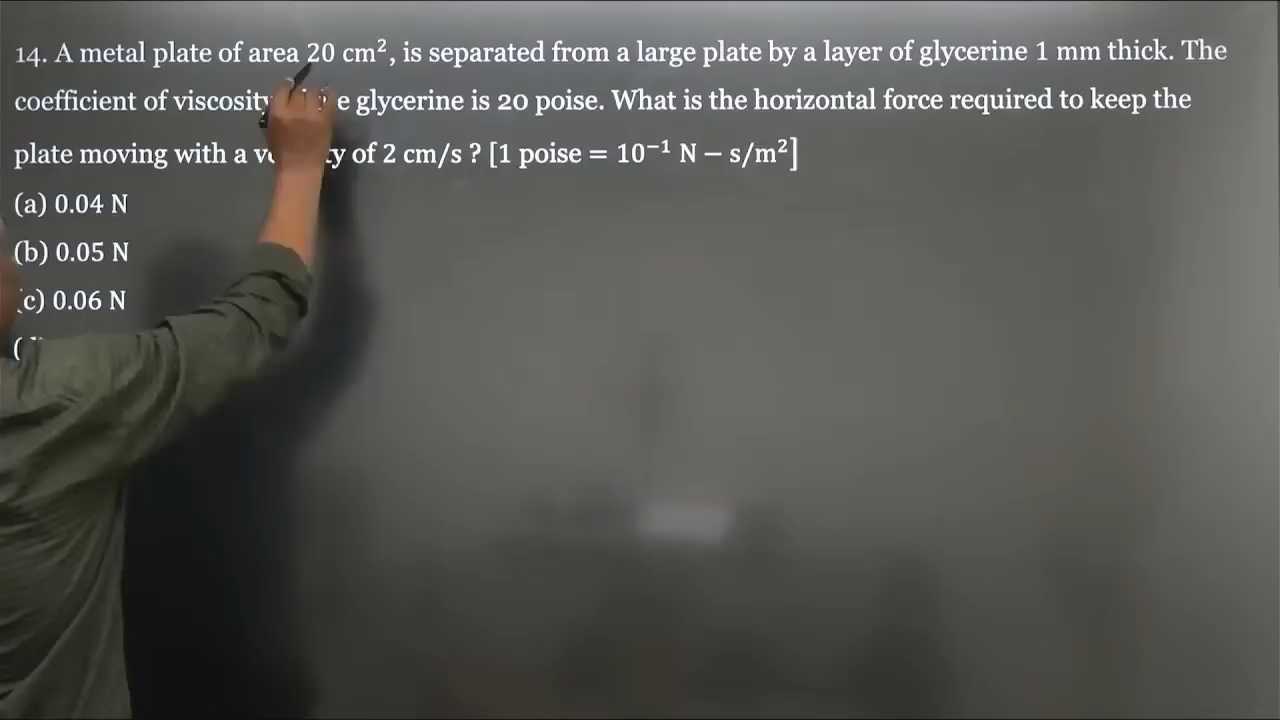 14. A metal plate of area 20 cm², is separated from a large plate by a layer of glycerine 1 mm thick. The
coefficient of viscosity glycerine is 20 poise. What is the horizontal force required to keep the
plate moving with a of 2 cm/s ? [1 poise = 10⁻¹ N – s/m²]
(a) 0.04 N
(b) 0.05 N
(c) 0.06 N